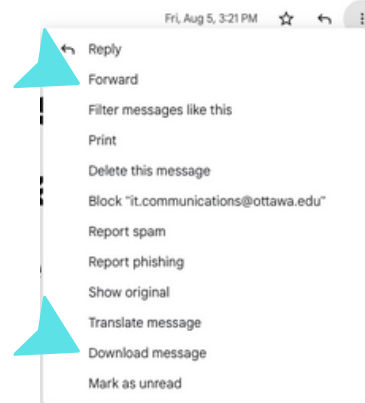 Fri, Aug 5, 3:21 PM
Reply
Forward
Filter messages like this
Print
Delete this message
Block "it.communications@ottawa.edu"
Report spam
Report phishing
Show original
Translate message
Download message
Mark as unread